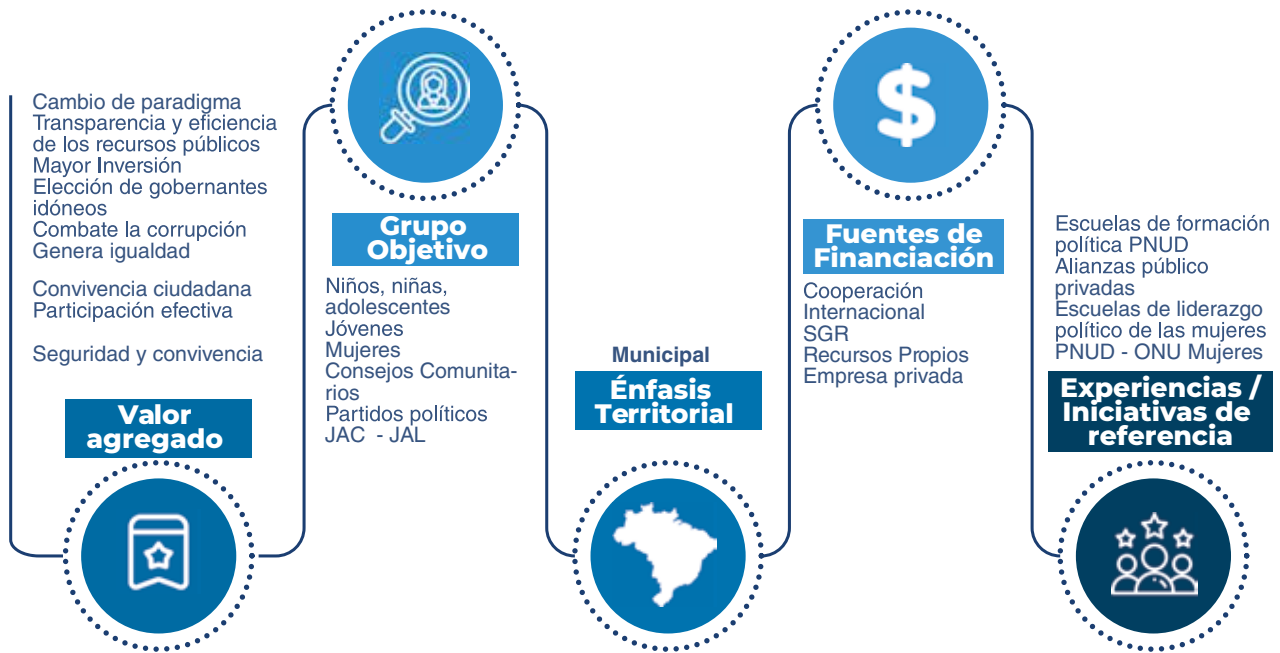 Cambio de paradigma
Transparencia y eficiencia
de los recursos públicos
Mayor Inversión
Elección de gobernantes
idóneos
Combate la corrupción
Genera igualdad
Convivencia ciudadana
Participación efectiva
Seguridad y convivencia
Valor
agregado
Grupo
Objetivo
Niños, niñas,
adolescentes
Jóvenes
Mujeres
Consejos Comunita-
rios
Partidos políticos
JAC - JAL
Municipal
Énfasis
Territorial
$
Fuentes de
Financiación
Cooperación
Internacional
SGR
Recursos Propios
Empresa privada
Escuelas de formación
política PNUD
Alianzas público
privadas
Escuelas de liderazgo
político de las mujeres
PNUD - ONU Mujeres
Experiencias /
Iniciativas de
referencia